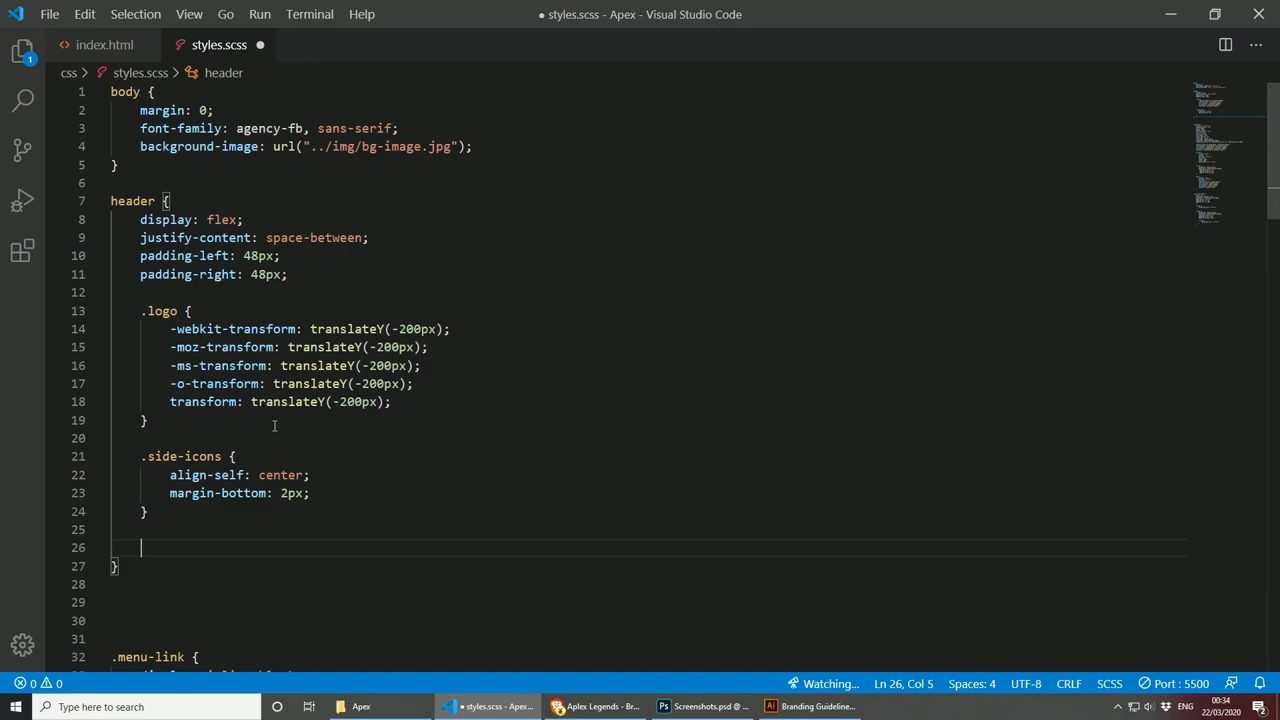 File Edit Selection View Go Run Terminal Help
● styles.scss - Apex - Visual Studio Code
index.html
styles.scss
css > styles.scss > header
1 body {
2 margin: 0;
3 font-family: agency-fb, sans-serif;
4 background-image: url("../img/bg-image.jpg");
5 }
6
7 header {
8 display: flex;
9 justify-content: space-between;
10 padding-left: 48px;
11 padding-right: 48px;
12
13 .logo {
14 -webkit-transform: translateY(-200px);
15 -moz-transform: translateY(-200px);
16 -ms-transform: translateY(-200px);
17 -o-transform: translateY(-200px);
18 transform: translateY(-200px);
19 }
20
21 .side-icons {
22 align-self: center;
23 margin-bottom: 2px;
24 }
25
26
27 }
28
29
30
31
32 .menu-link {
1
0 0 Watching... Ln 26, Col 5 Spaces: 4 UTF-8 CRLF SCSS Port : 5500
Type here to search
Apex
● styles.scss - Apex...
Apex Legends - Br...
Screenshots.psd @ ...
Branding Guideline...
ENG
00:34
22/03/2020
2